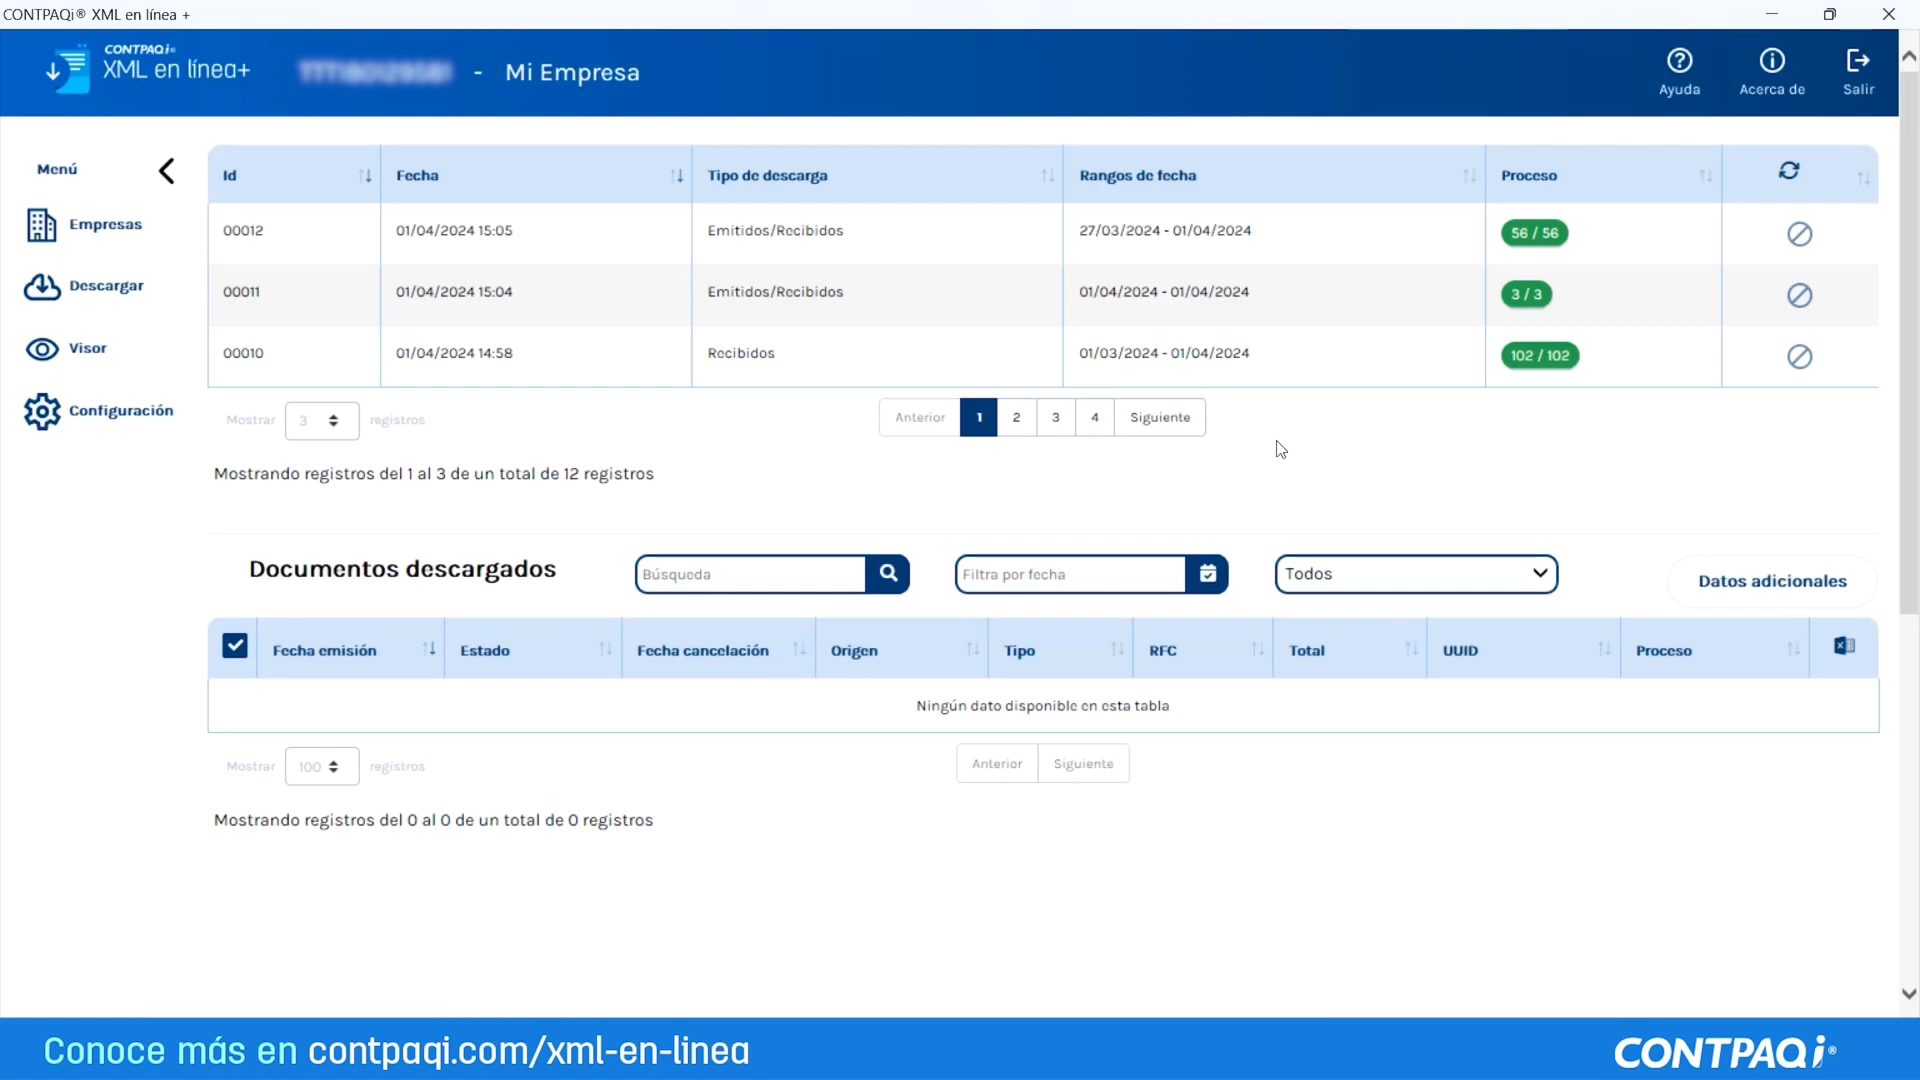 CONTPAQi® XML en línea +
CONTPAQi®
XML en línea+
- Mi Empresa
Ayuda
Acerca de
Salir
Menú
Empresas
Descargar
Visor
Configuración
Id Fecha Tipo de descarga Rangos de fecha Proceso
00012 01/04/2024 15:05 Emitidos/Recibidos 27/03/2024 - 01/04/2024 56 / 56
00011 01/04/2024 15:04 Emitidos/Recibidos 01/04/2024 - 01/04/2024 3 / 3
00010 01/04/2024 14:58 Recibidos 01/03/2024 - 01/04/2024 102 / 102
Mostrar 3 registros Anterior 1 2 3 4 Siguiente
Mostrando registros del 1 al 3 de un total de 12 registros
Documentos descargados Búsqueda Filtra por fecha Todos Datos adicionales
Fecha emisión Estado Fecha cancelación Origen Tipo RFC Total UUID Proceso
Ningún dato disponible en esta tabla
Mostrar 100 registros Anterior Siguiente
Mostrando registros del 0 al 0 de un total de 0 registros
Conoce más en contpaqi.com/xml-en-linea
CONTPAQi®